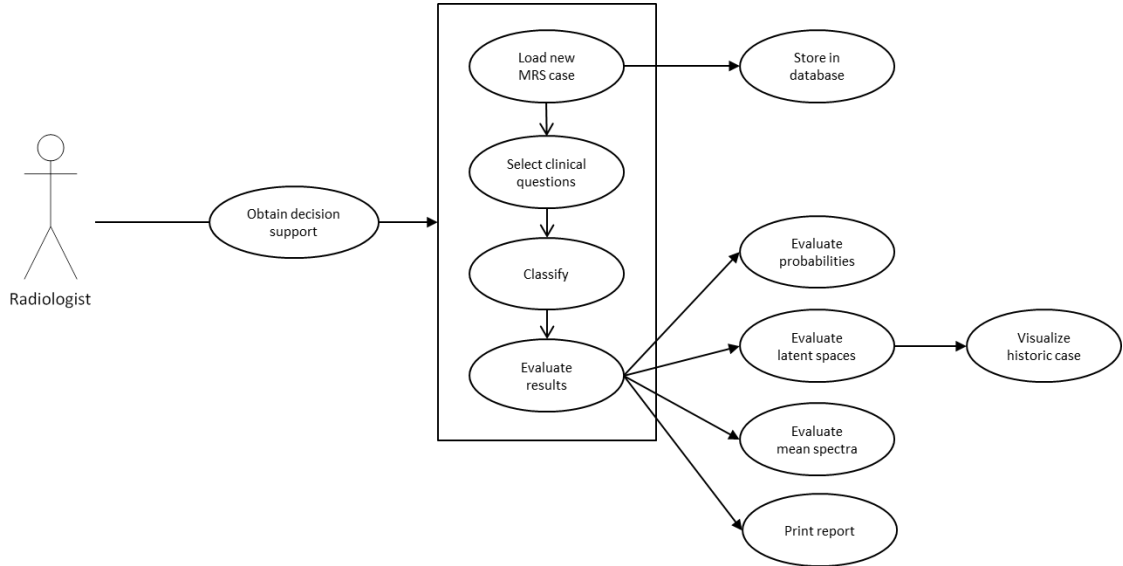 Load new
MRS case
Store in
database
Select clinical
questions
Obtain decision
support
Radiologist
Classify
Evaluate
results
Evaluate
probabilities
Evaluate
latent spaces
Visualize
historic case
Evaluate
mean spectra
Print report